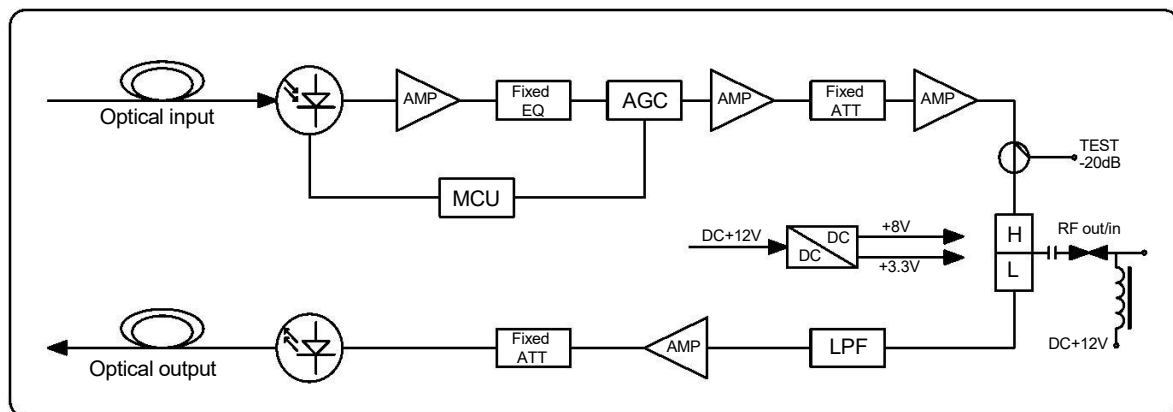 Optical input
AMP
Fixed
EQ
AGC
AMP
Fixed
ATT
AMP
TEST
-20dB
MCU
DC+12V
DC
DC
+8V
+3.3V
H
L
RF out/in
DC+12V
Optical output
Fixed
ATT
AMP
LPF